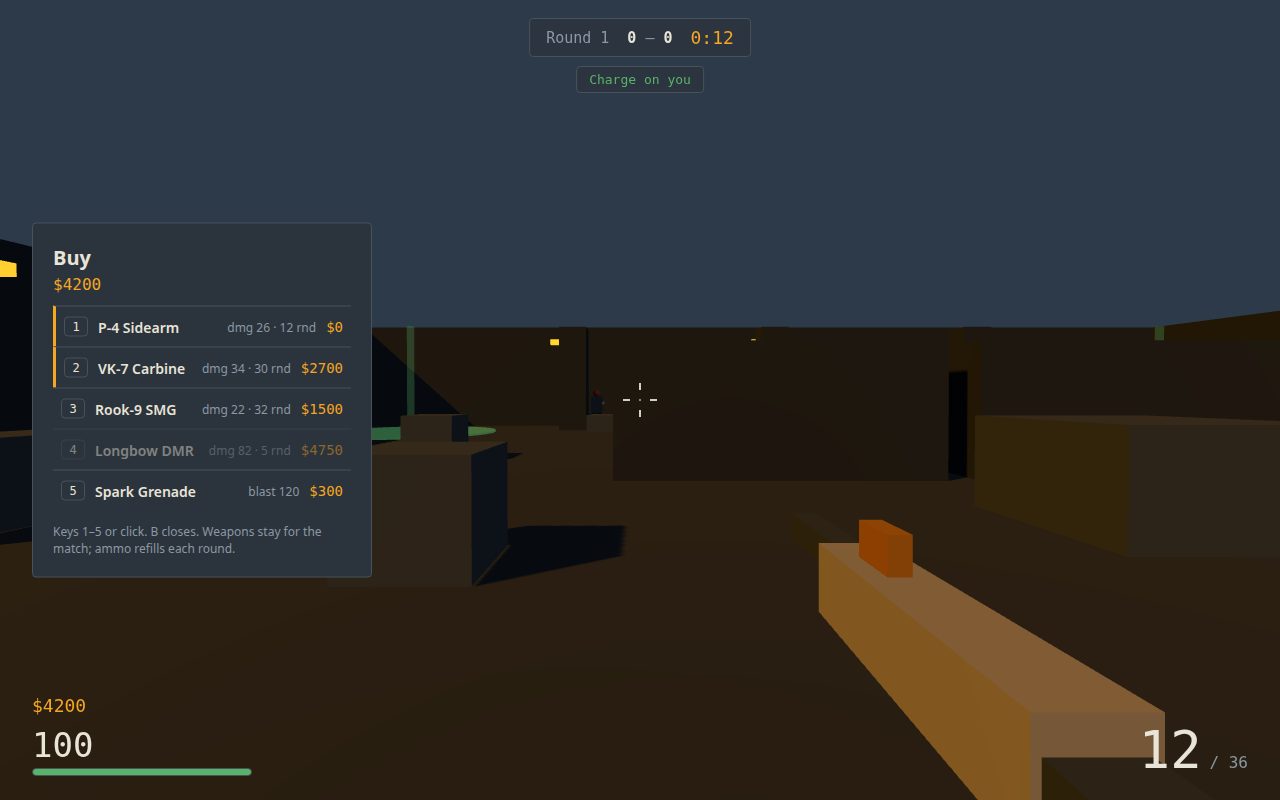 Round 1 0 – 0 0:12
Charge on you
Buy
$4200
1 P-4 Sidearm dmg 26 · 12 rnd $0
2 VK-7 Carbine dmg 34 · 30 rnd $2700
3 Rook-9 SMG dmg 22 · 32 rnd $1500
4 Longbow DMR dmg 82 · 5 rnd $4750
5 Spark Grenade blast 120 $300
Keys 1–5 or click. B closes. Weapons stay for the
match; ammo refills each round.
$4200
100
12 / 36